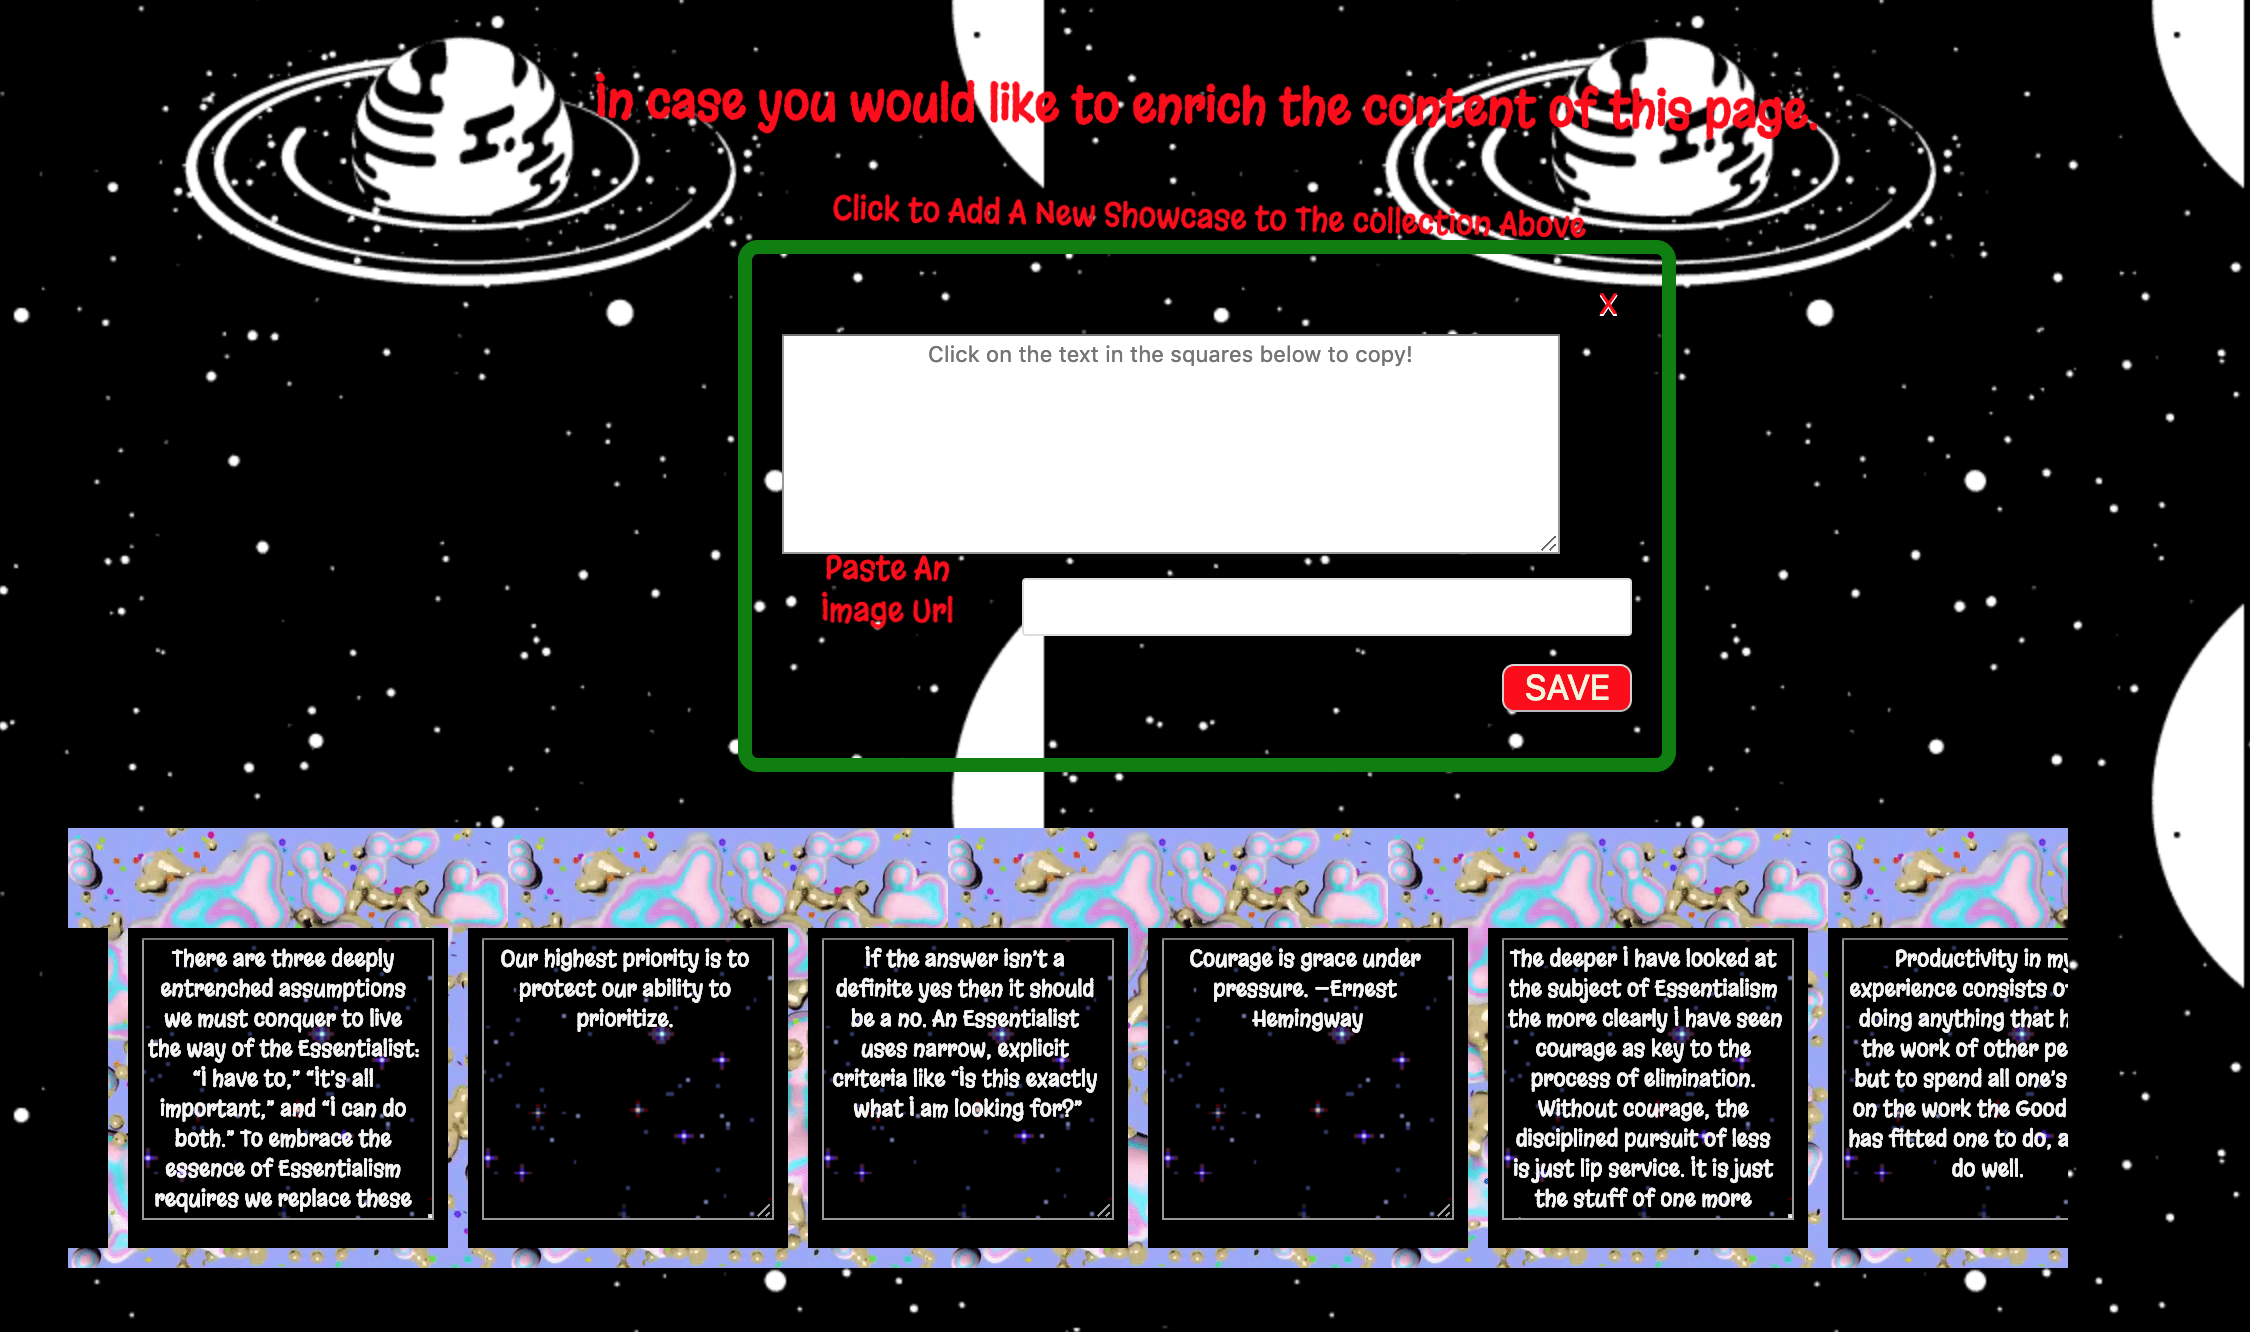 In case you would like to enrich the content of this page.
Click to Add A New Showcase to The collection Above
X
Click on the text in the squares below to copy!
Paste An
Image Url
SAVE
There are three deeply
entrenched assumptions
we must conquer to live
the way of the Essentialist:
“I have to,” “It’s all
important,” and “I can do
both.” To embrace the
essence of Essentialism
requires we replace these
Our highest priority is to
protect our ability to
prioritize.
If the answer isn’t a
definite yes then it should
be a no. An Essentialist
uses narrow, explicit
criteria like “Is this exactly
what I am looking for?”
Courage is grace under
pressure. —Ernest
Hemingway
The deeper I have looked at
the subject of Essentialism
the more clearly I have seen
courage as key to the
process of elimination.
Without courage, the
disciplined pursuit of less
is just lip service. It is just
the stuff of one more
Productivity in my
experience consists of
doing anything that
the work of other
but to spend all one’s
on the work the Good
has fitted one to do,
do well.